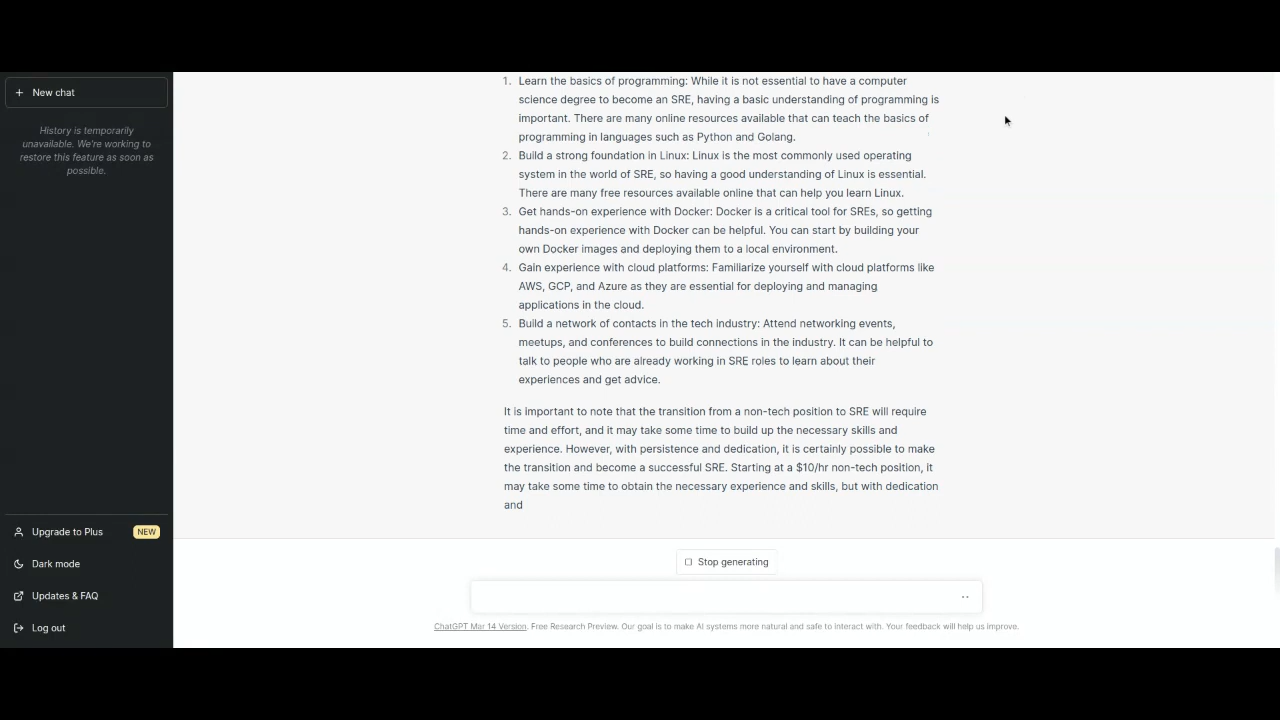 New chat
History is temporarily
unavailable. We're working to
restore this feature as soon as
possible.
1. Learn the basics of programming: While it is not essential to have a computer
science degree to become an SRE, having a basic understanding of programming is
important. There are many online resources available that can teach the basics of
programming in languages such as Python and Golang.
2. Build a strong foundation in Linux: Linux is the most commonly used operating
system in the world of SRE, so having a good understanding of Linux is essential.
There are many free resources available online that can help you learn Linux.
3. Get hands-on experience with Docker: Docker is a critical tool for SREs, so getting
hands-on experience with Docker can be helpful. You can start by building your
own Docker images and deploying them to a local environment.
4. Gain experience with cloud platforms: Familiarize yourself with cloud platforms like
AWS, GCP, and Azure as they are essential for deploying and managing
applications in the cloud.
5. Build a network of contacts in the tech industry: Attend networking events,
meetups, and conferences to build connections in the industry. It can be helpful to
talk to people who are already working in SRE roles to learn about their
experiences and get advice.
It is important to note that the transition from a non-tech position to SRE will require
time and effort, and it may take some time to build up the necessary skills and
experience. However, with persistence and dedication, it is certainly possible to make
the transition and become a successful SRE. Starting at a $10/hr non-tech position, it
may take some time to obtain the necessary experience and skills, but with dedication
and
Upgrade to Plus NEW
Dark mode
Updates & FAQ
Log out
Stop generating
ChatGPT Mar 14 Version. Free Research Preview. Our goal is to make AI systems more natural and safe to interact with. Your feedback will help us improve.